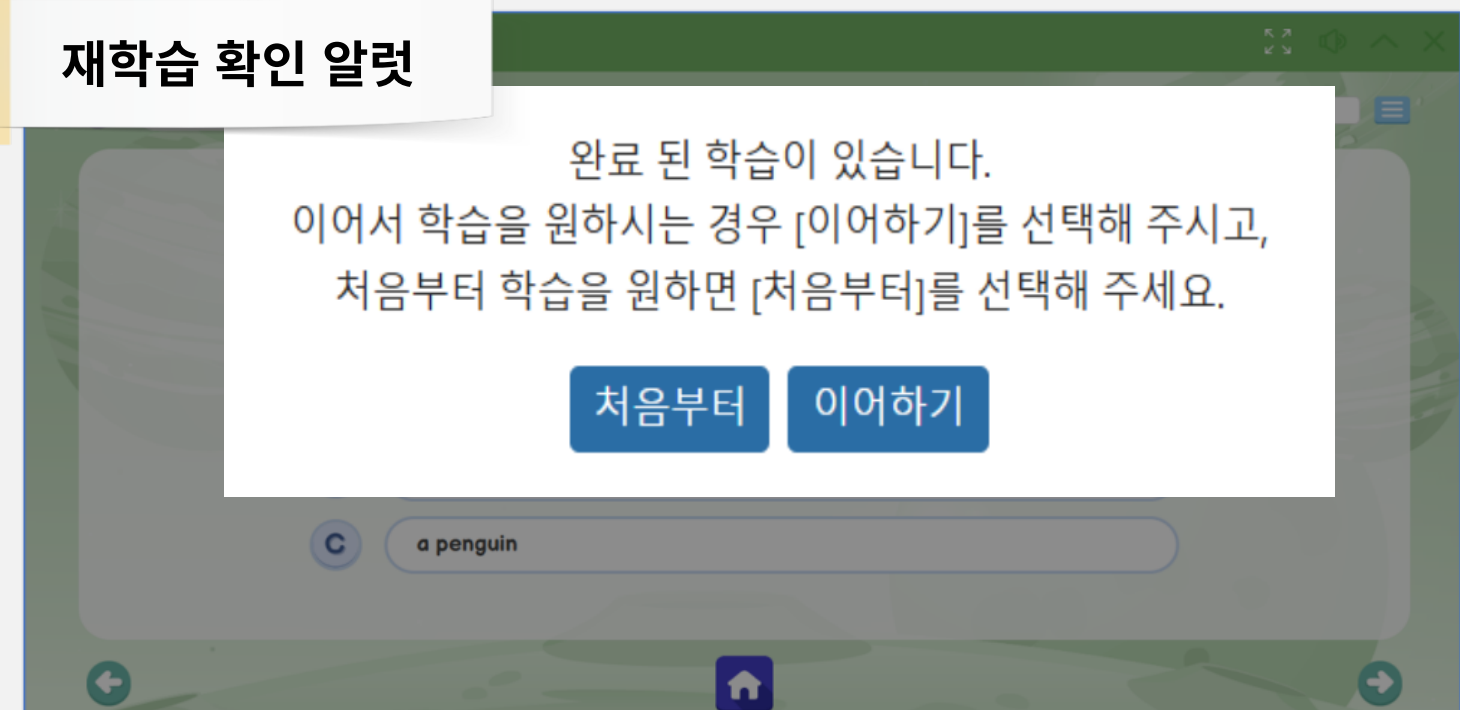 재학습 확인 알럿
완료 된 학습이 있습니다.
이어서 학습을 원하시는 경우 [이어하기]를 선택해 주시고,
처음부터 학습을 원하면 [처음부터]를 선택해 주세요.
처음부터 이어하기
C a penguin